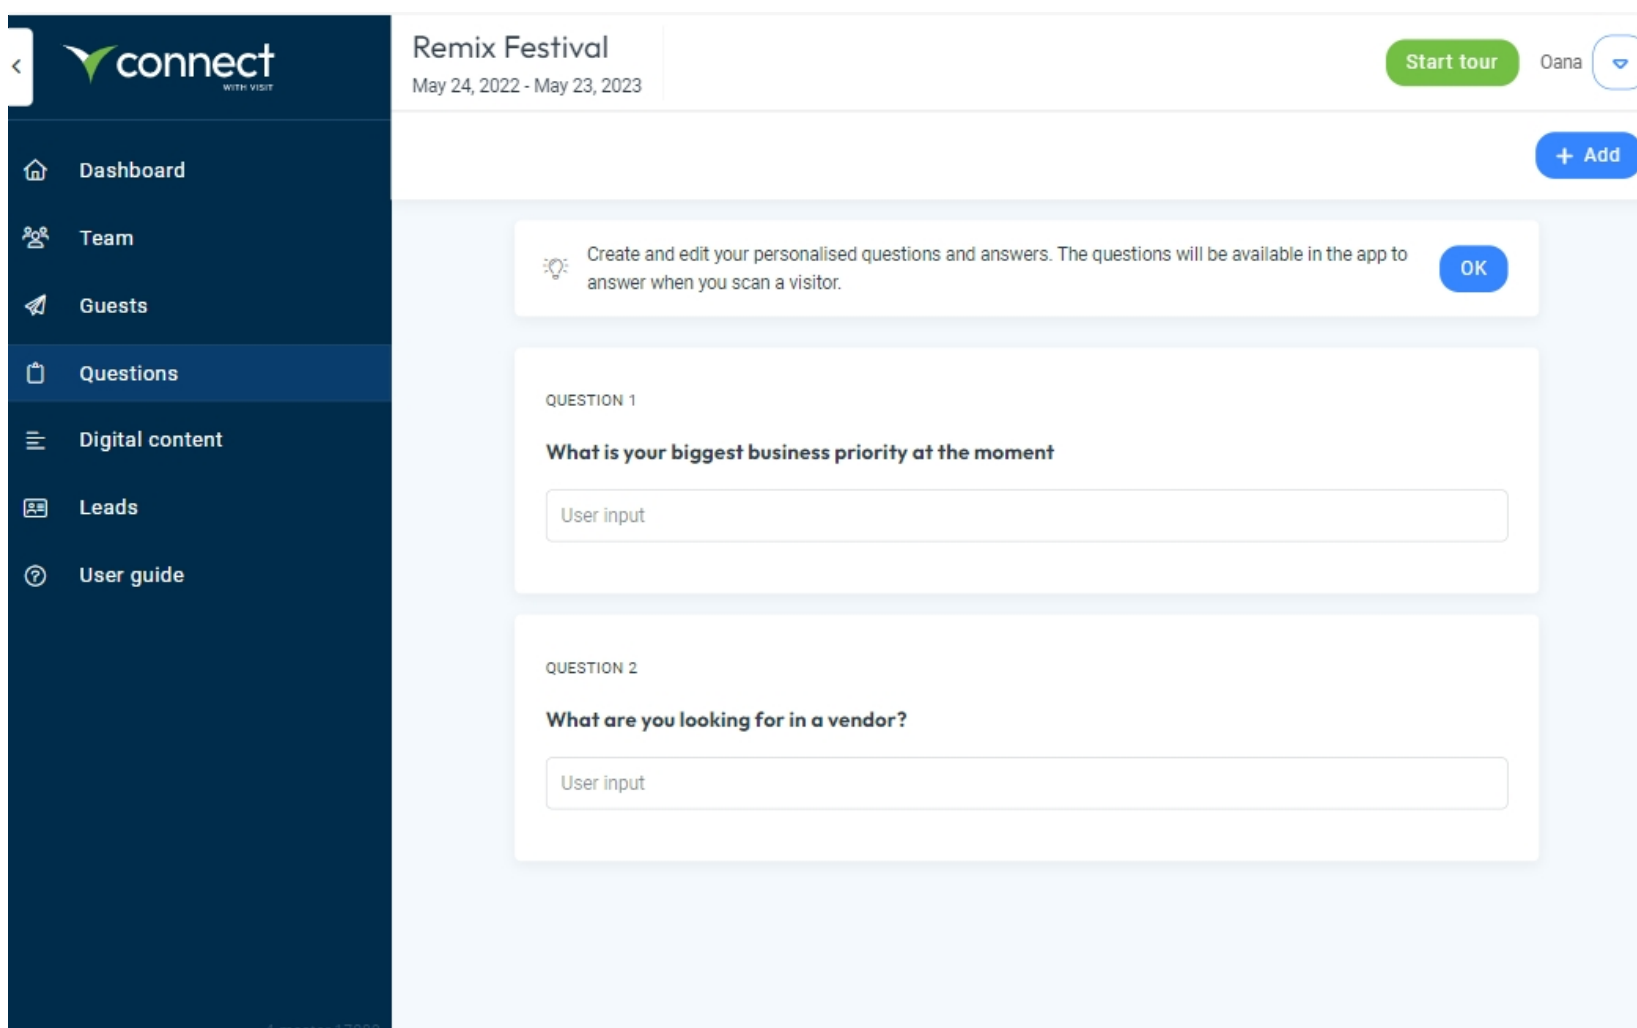 connect
WITH VISIT
Remix Festival
May 24, 2022 - May 23, 2023
Start tour
Oana
+ Add
Dashboard
Team
Guests
Questions
Digital content
Leads
User guide
Create and edit your personalised questions and answers. The questions will be available in the app to
answer when you scan a visitor.
OK
QUESTION 1
What is your biggest business priority at the moment
User input
QUESTION 2
What are you looking for in a vendor?
User input